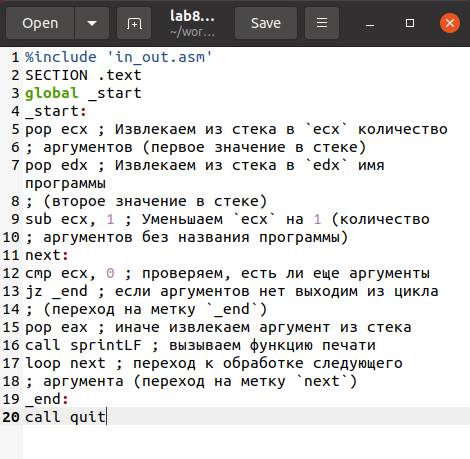 Open
lab8...
~/wor...
Save
1 %include 'in_out.asm'
2 SECTION .text
3 global _start
4 _start:
5 pop ecx ; Извлекаем из стека в `ecx` количество
6 ; аргументов (первое значение в стеке)
7 pop edx ; Извлекаем из стека в `edx` имя
программы
8 ; (второе значение в стеке)
9 sub ecx, 1 ; Уменьшаем `ecx` на 1 (количество
10 ; аргументов без названия программы)
11 next:
12 cmp ecx, 0 ; проверяем, есть ли еще аргументы
13 jz _end ; если аргументов нет выходим из цикла
14 ; (переход на метку `_end`)
15 pop eax ; иначе извлекаем аргумент из стека
16 call sprintLF ; вызываем функцию печати
17 loop next ; переход к обработке следующего
18 ; аргумента (переход на метку `next`)
19 _end:
20 call quit